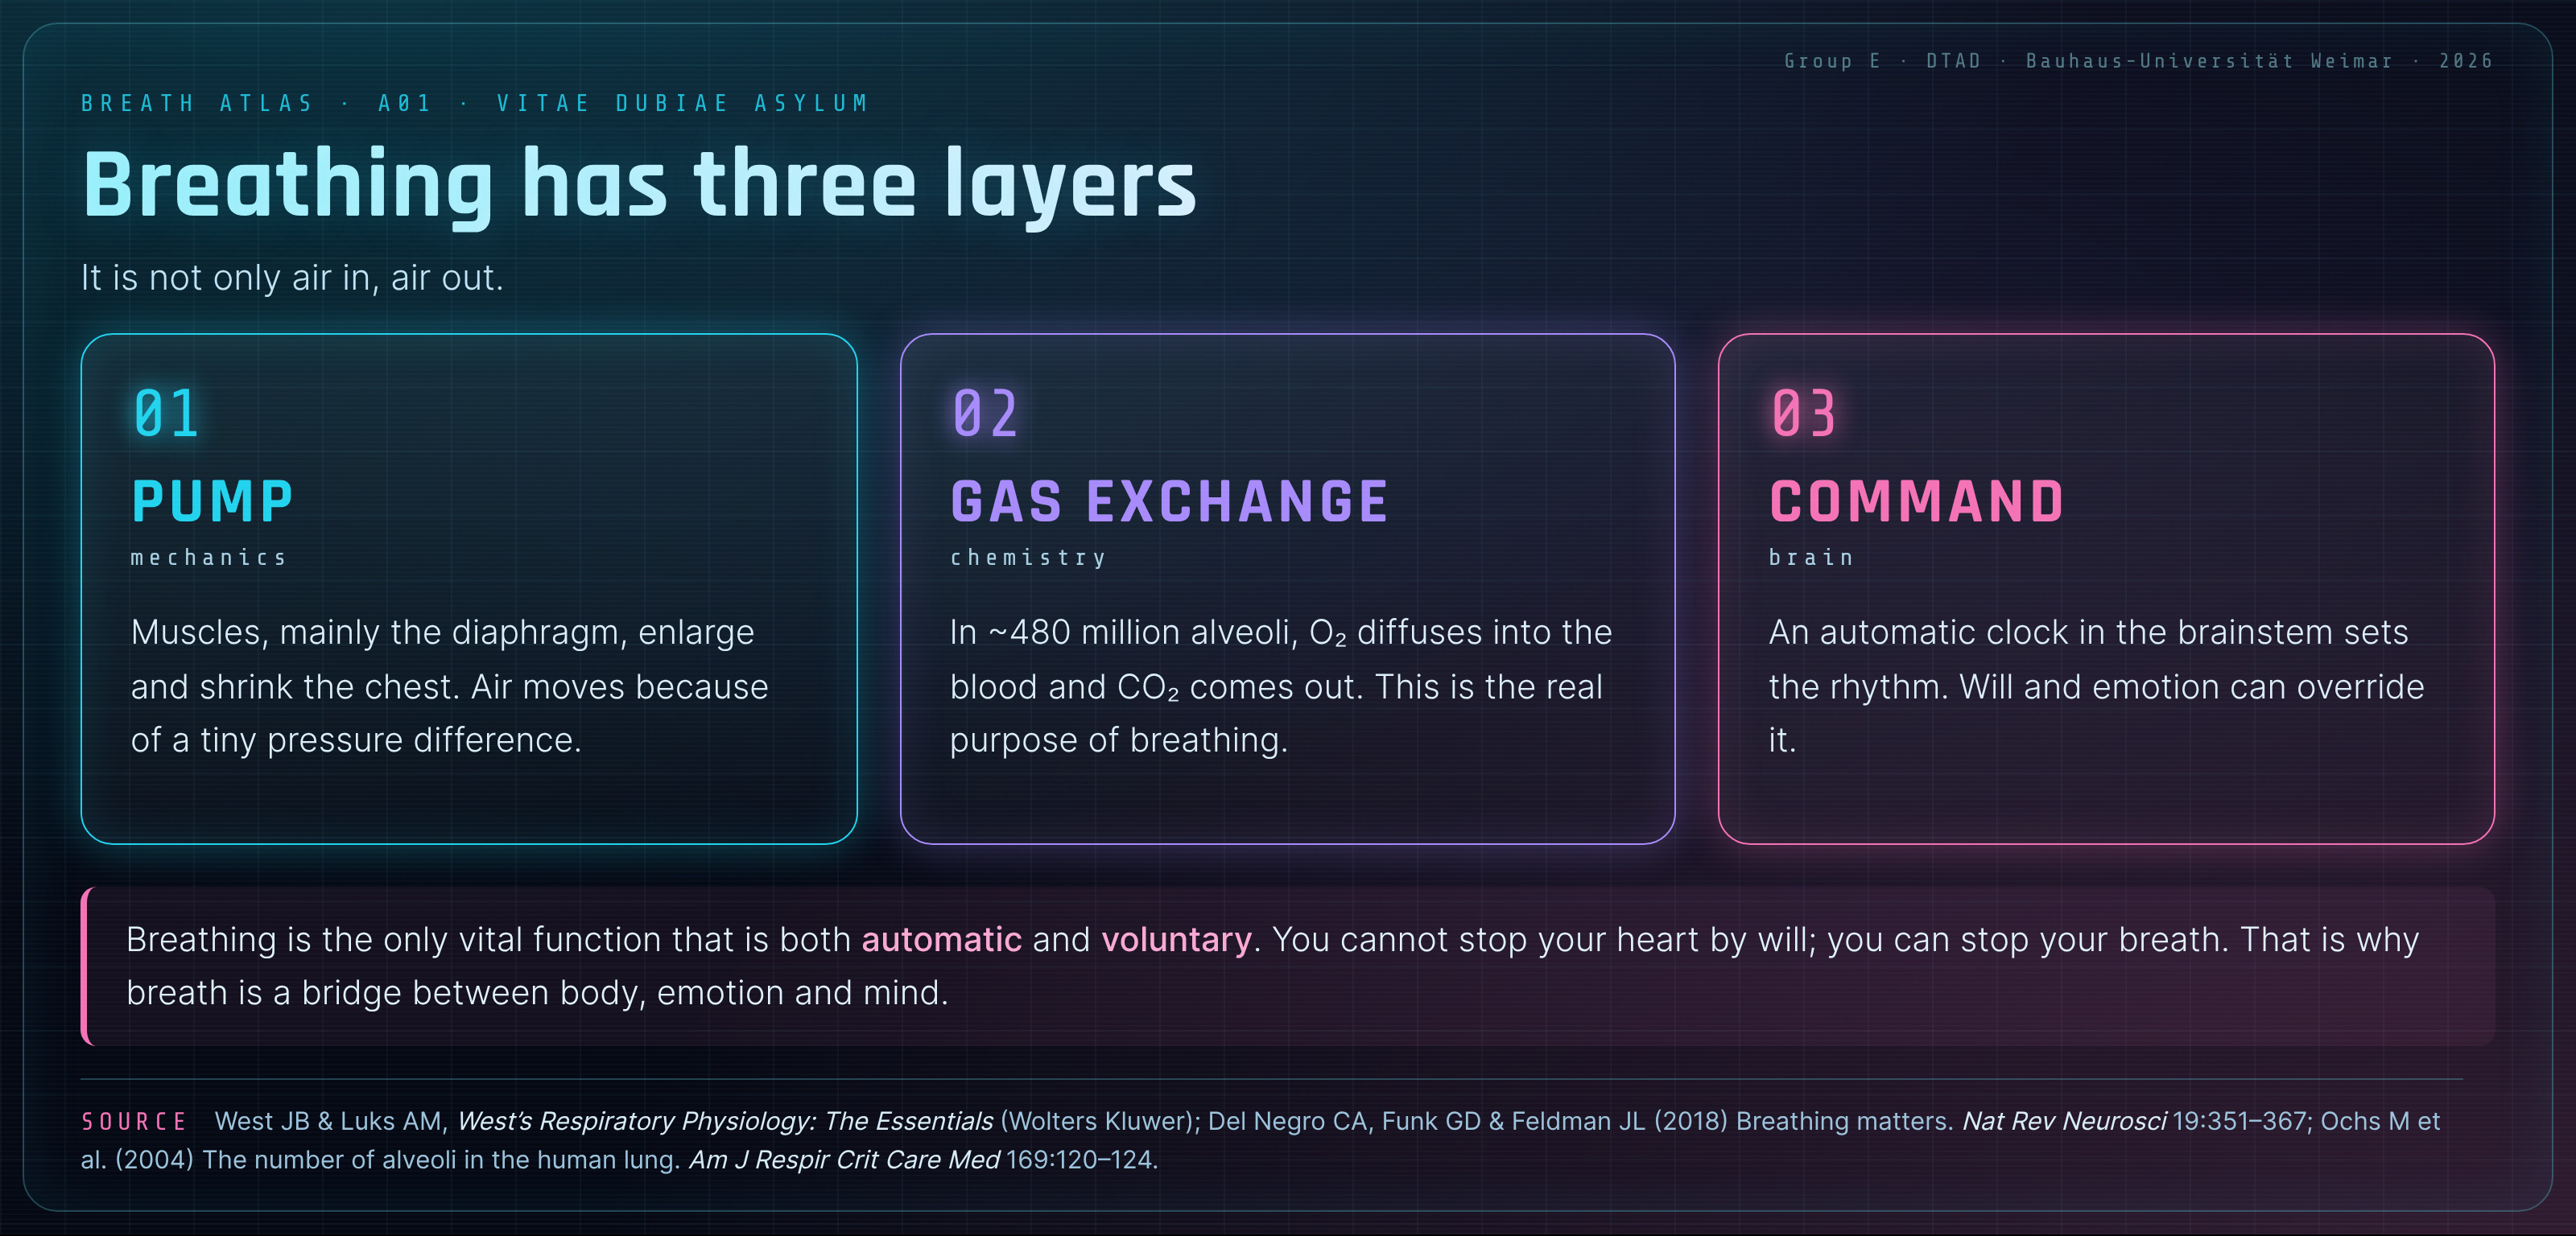 Group E · DTAD · Bauhaus-Universität Weimar · 2026
BREATH ATLAS · A01 · VITAE DUBIAE ASYLUM
Breathing has three layers
It is not only air in, air out.
01
PUMP
mechanics
Muscles, mainly the diaphragm, enlarge
and shrink the chest. Air moves because
of a tiny pressure difference.
02
GAS EXCHANGE
chemistry
In ~480 million alveoli, O₂ diffuses into the
blood and CO₂ comes out. This is the real
purpose of breathing.
03
COMMAND
brain
An automatic clock in the brainstem sets
the rhythm. Will and emotion can override
it.
Breathing is the only vital function that is both automatic and voluntary. You cannot stop your heart by will; you can stop your breath. That is why
breath is a bridge between body, emotion and mind.
SOURCE West JB & Luks AM, West’s Respiratory Physiology: The Essentials (Wolters Kluwer); Del Negro CA, Funk GD & Feldman JL (2018) Breathing matters. Nat Rev Neurosci 19:351–367; Ochs M et
al. (2004) The number of alveoli in the human lung. Am J Respir Crit Care Med 169:120–124.